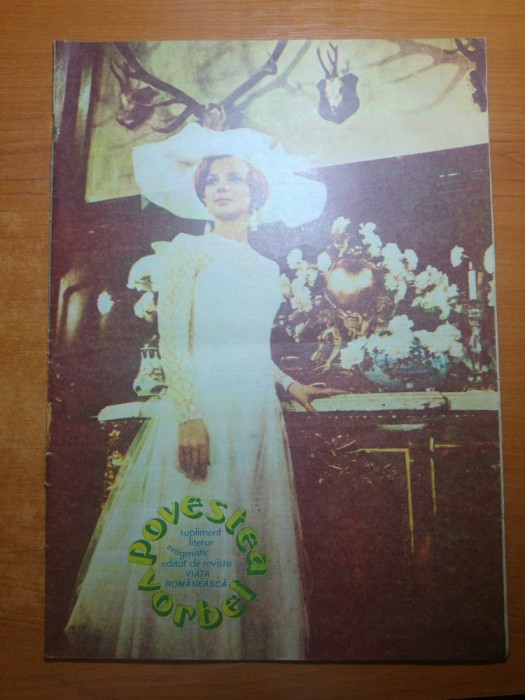 povestea
supliment
literar
enigmistic
editat de revista
VIAȚA
ROMÂNEASCĂ
vorbei